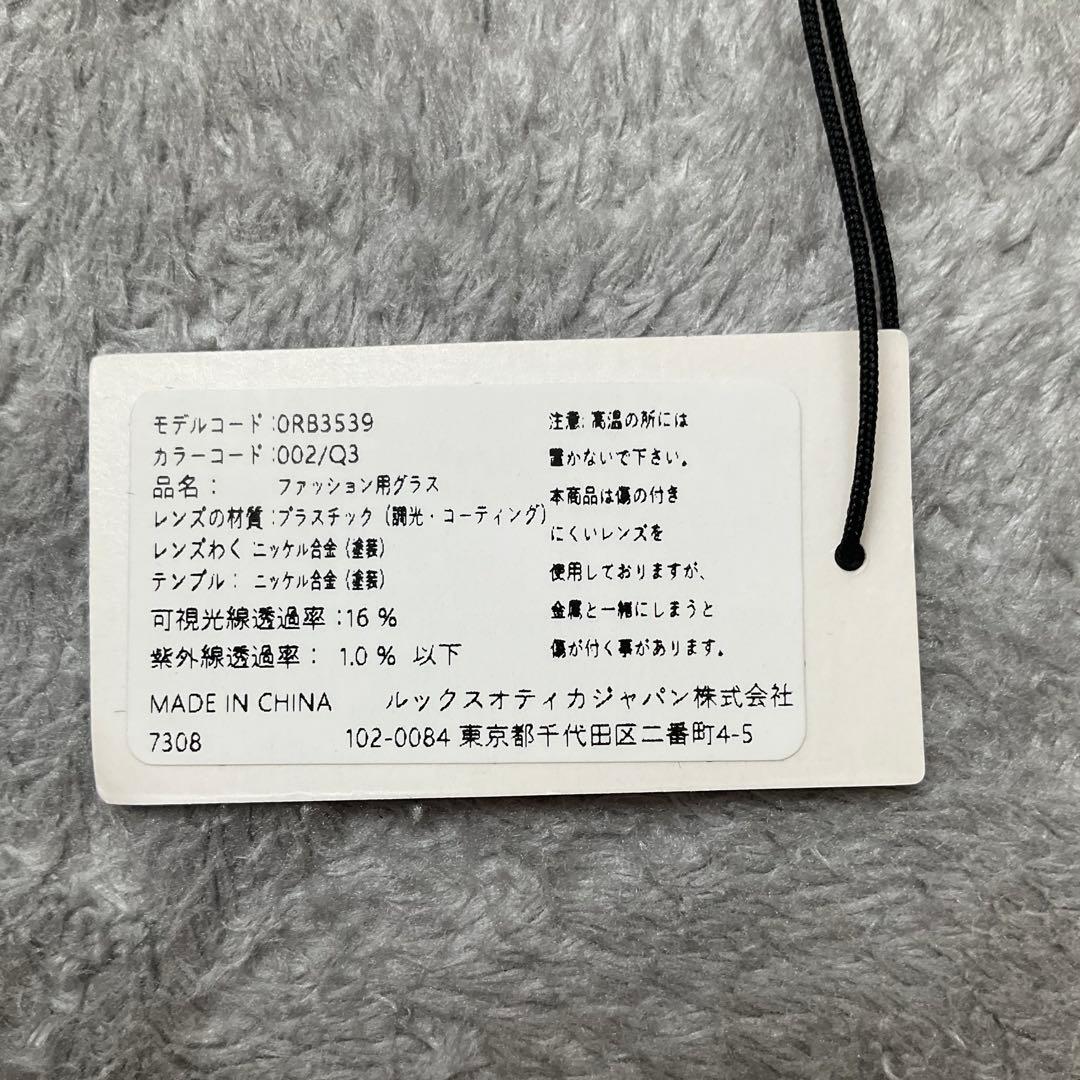 モデルコード:0RB3539
カラーコード:002/Q3
品名: ファッション用グラス
レンズの材質:プラスチック(調光・コーティング)
レンズわく ニッケル合金(塗装)
テンプル: ニッケル合金(塗装)
可視光線透過率:16 %
紫外線透過率: 1.0 % 以下
注意:高温の所には
置かないで下さい。
本商品は傷の付き
にくいレンズを
使用しておりますが、
金属と一緒にしまうと
傷が付く事があります。
MADE IN CHINA ルックスオティカジャパン株式会社
7308 102-0084 東京都千代田区二番町4-5